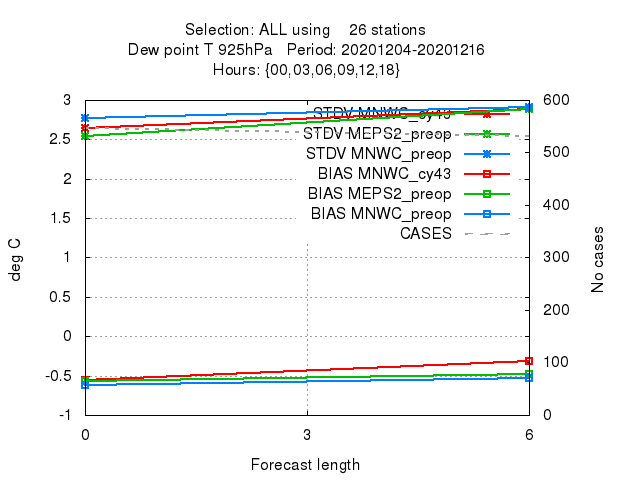 Selection: ALL using 26 stations
Dew point T 925hPa Period: 20201204-20201216
Hours: {00,03,06,09,12,18}
3 600
STDV MNWC_cy43
2.5 STDV MEPS2_preop 500
STDV MNWC_preop
2 BIAS MNWC_cy43
BIAS MEPS2_preop 400
1.5 BIAS MNWC_preop
CASES
1 300
0.5
200
0
100
-0.5
-1 0
deg C
No cases
0 3 6
Forecast length